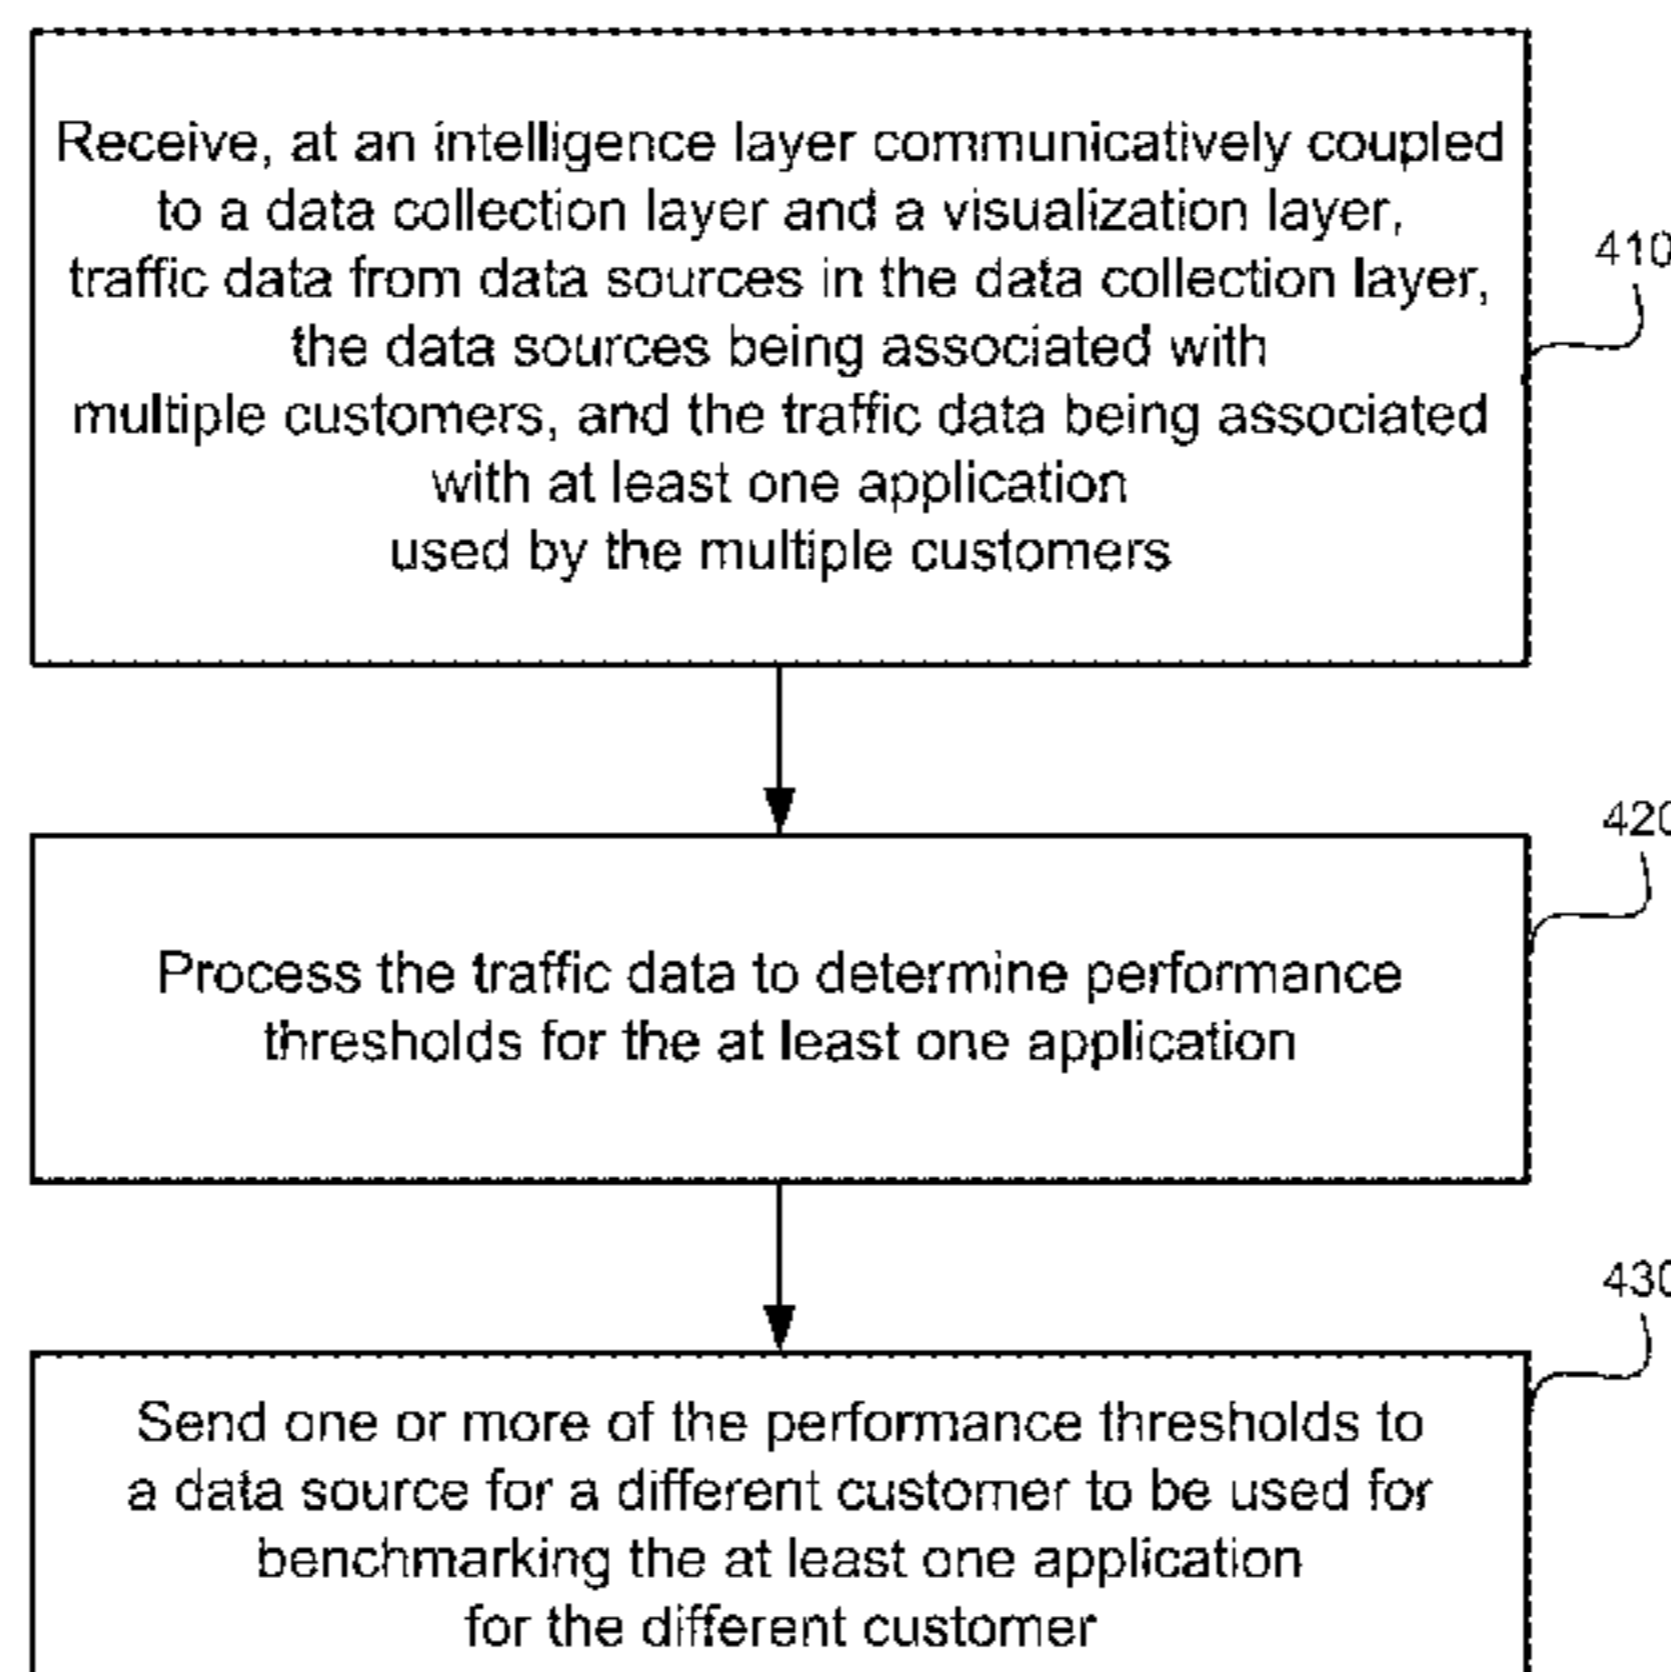 Receive, at an intelligence layer communicatively coupled
to a data collection layer and a visualization layer,
traffic data from data sources in the data collection layer,
the data sources being associated with
multiple customers, and the traffic data being associated
with at least one application
used by the multiple customers
410
420
Process the traffic data to determine performance
thresholds for the at least one application
430
Send one or more of the performance thresholds to
a data source for a different customer to be used for
benchmarking the at least one application
for the different customer